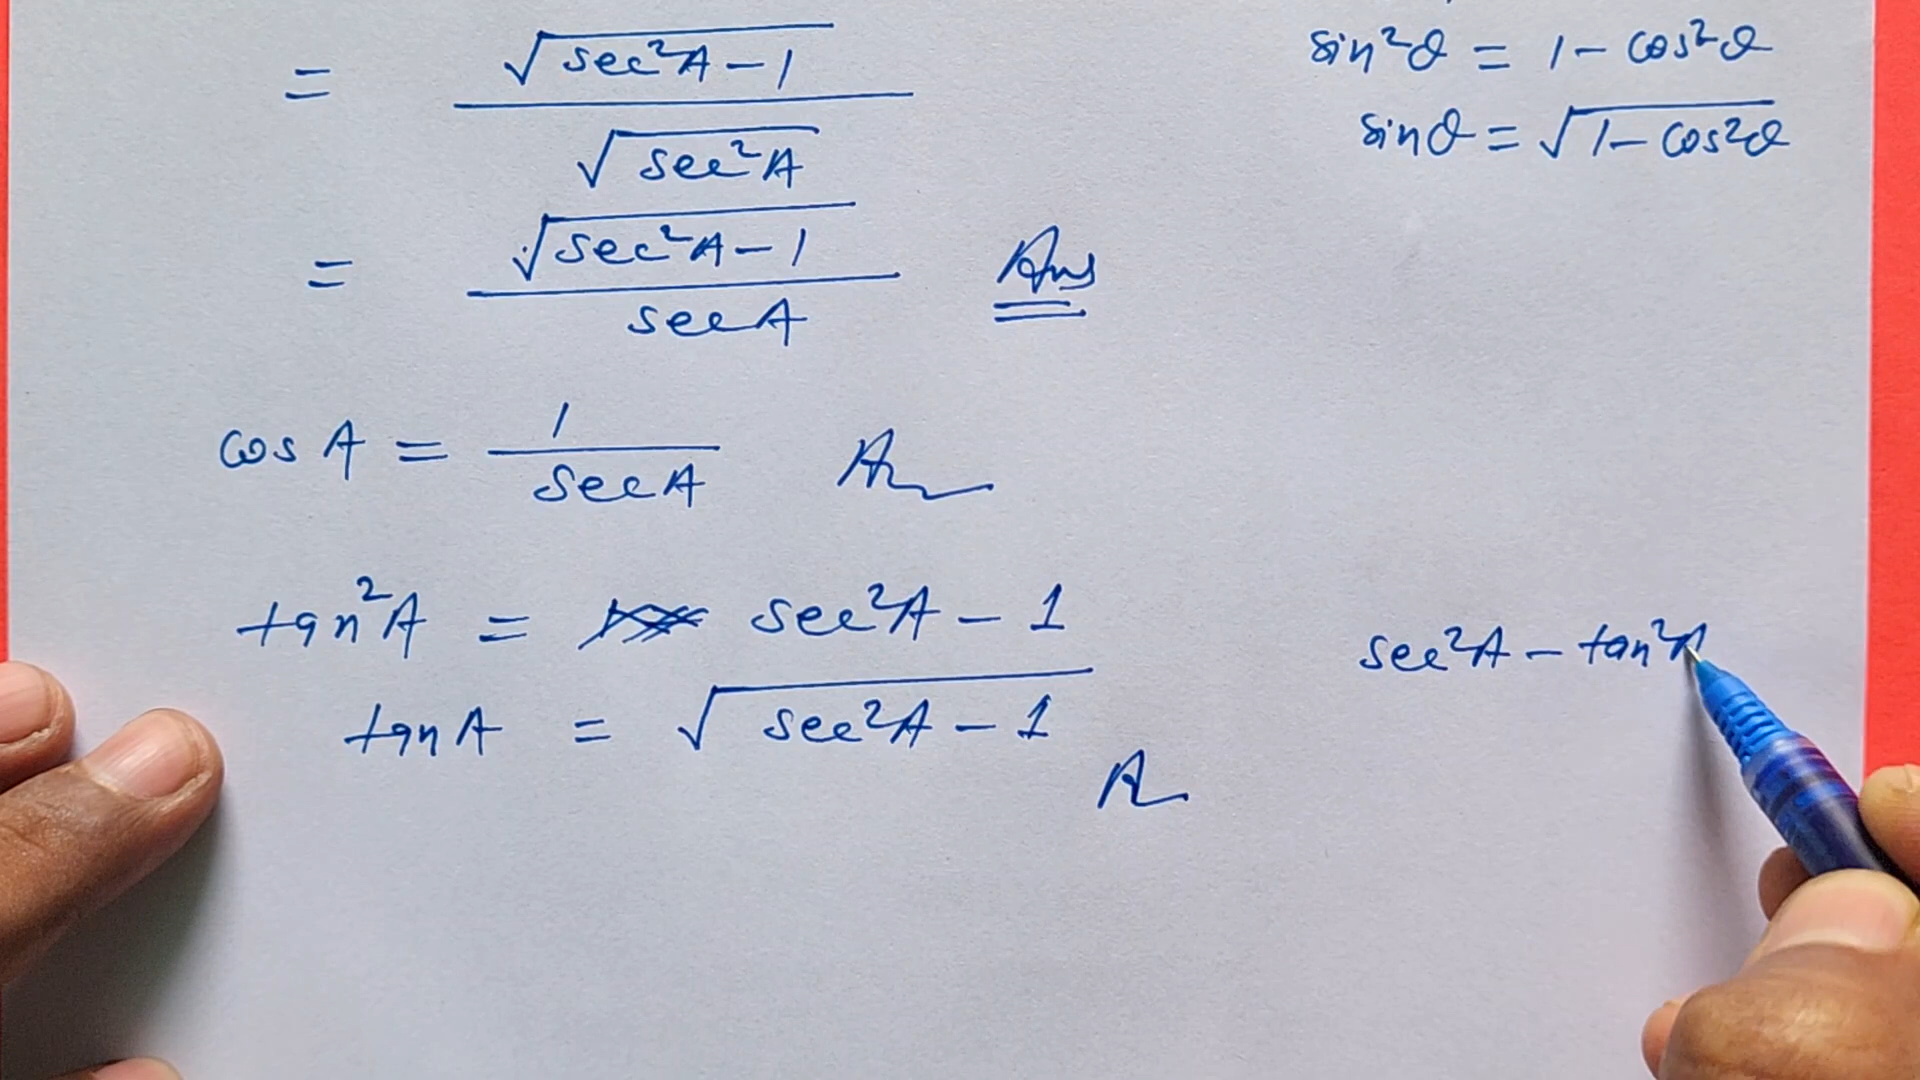 = √(sec²A - 1) / √(sec²A)
= √(sec²A - 1) / secA Ans
cos A = 1 / secA
tan²A = sec²A - 1
tanA = √(sec²A - 1)
sin²θ = 1 - cos²θ
sinθ = √(1 - cos²θ)
sec²A - tan²A